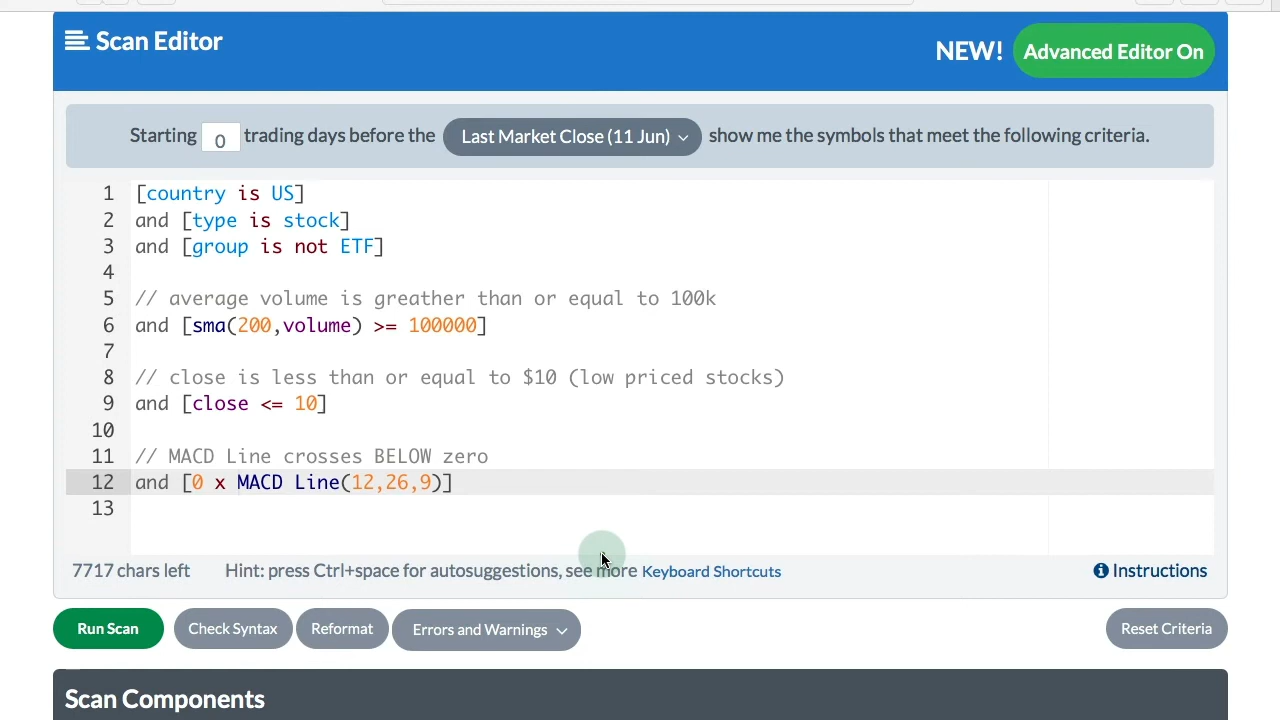 Scan Editor
NEW! Advanced Editor On
Starting 0 trading days before the Last Market Close (11 Jun) show me the symbols that meet the following criteria.
1 [country is US]
2 and [type is stock]
3 and [group is not ETF]
4
5 // average volume is greather than or equal to 100k
6 and [sma(200,volume) >= 100000]
7
8 // close is less than or equal to $10 (low priced stocks)
9 and [close <= 10]
10
11 // MACD Line crosses BELOW zero
12 and [0 x MACD Line(12,26,9)]
13
7717 chars left Hint: press Ctrl+space for autosuggestions, see more Keyboard Shortcuts Instructions
Run Scan Check Syntax Reformat Errors and Warnings Reset Criteria
Scan Components